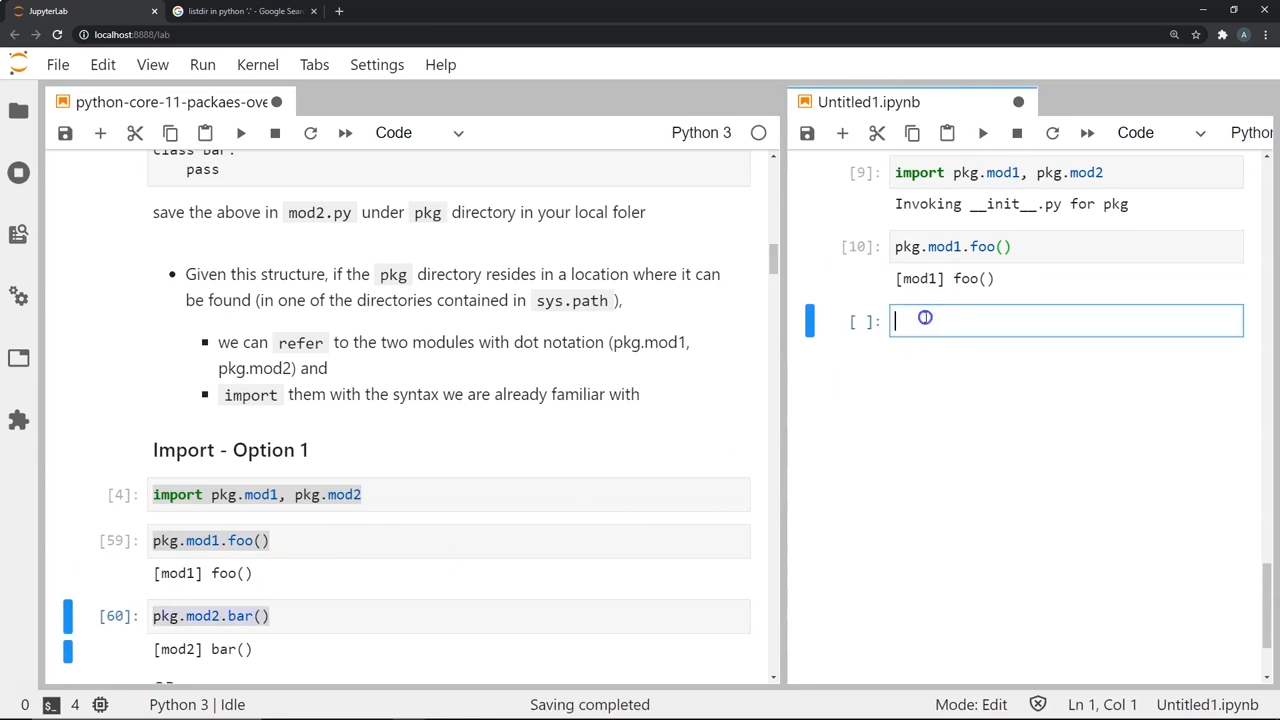 JupyterLab
listdir in python '.' - Google Sear
localhost:8888/lab
A
File Edit View Run Kernel Tabs Settings Help
python-core-11-packaes-ove
Code
Python 3
class Bar:
pass
save the above in mod2.py under pkg directory in your local foler
Given this structure, if the pkg directory resides in a location where it can
be found (in one of the directories contained in sys.path),
we can refer to the two modules with dot notation (pkg.mod1,
pkg.mod2) and
import them with the syntax we are already familiar with
Import - Option 1
[4]: import pkg.mod1, pkg.mod2
[59]: pkg.mod1.foo()
[mod1] foo()
[60]: pkg.mod2.bar()
[mod2] bar()
Untitled1.ipynb
Code
Pythor
[9]: import pkg.mod1, pkg.mod2
Invoking __init__.py for pkg
[10]: pkg.mod1.foo()
[mod1] foo()
[ ]:
0 4 Python 3 | Idle Saving completed Mode: Edit Ln 1, Col 1 Untitled1.ipynb